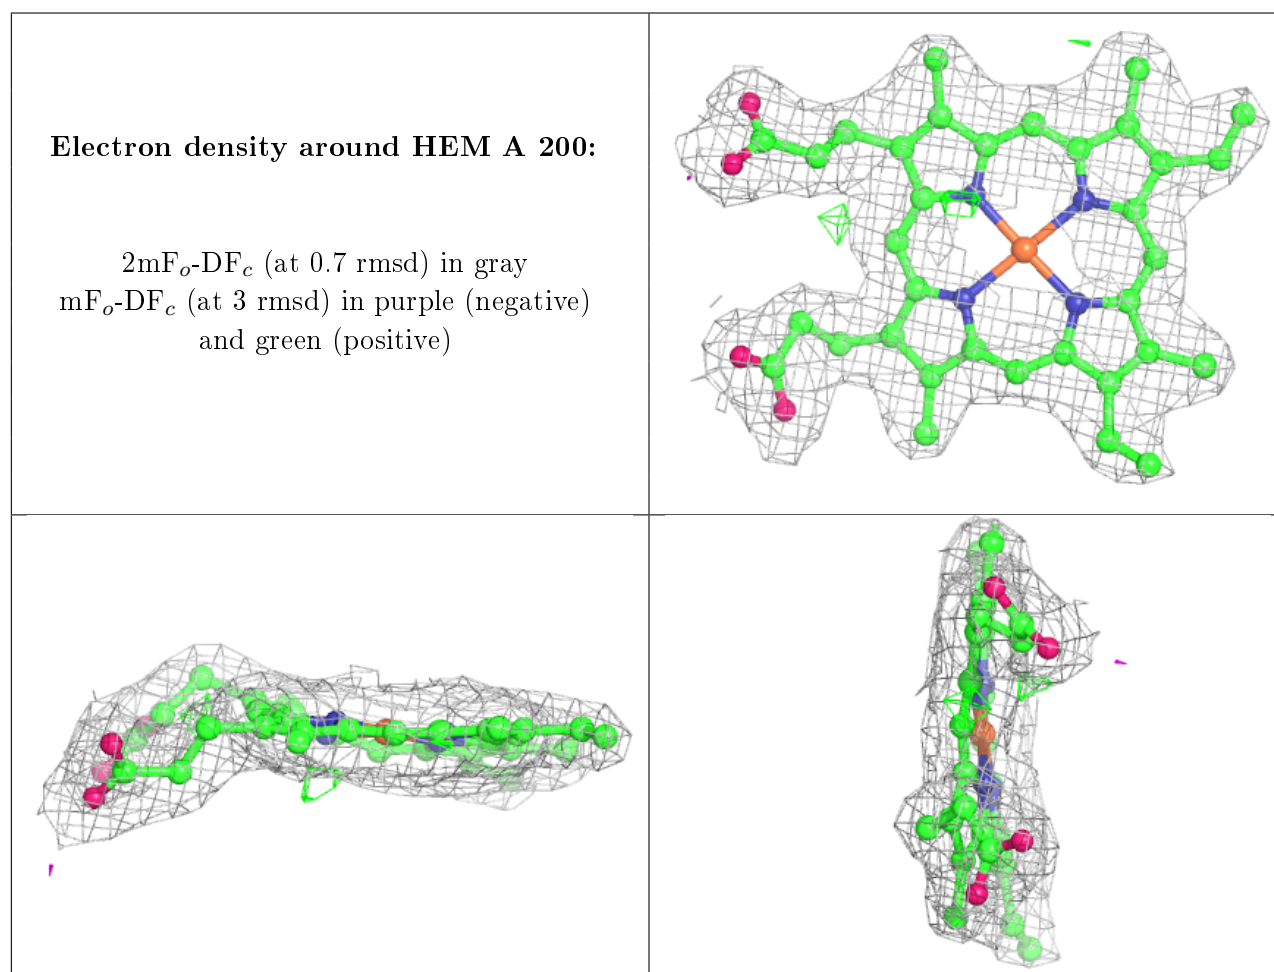 Electron density around HEM A 200:
2mFo-DFc (at 0.7 rmsd) in gray
mFo-DFc (at 3 rmsd) in purple (negative)
and green (positive)